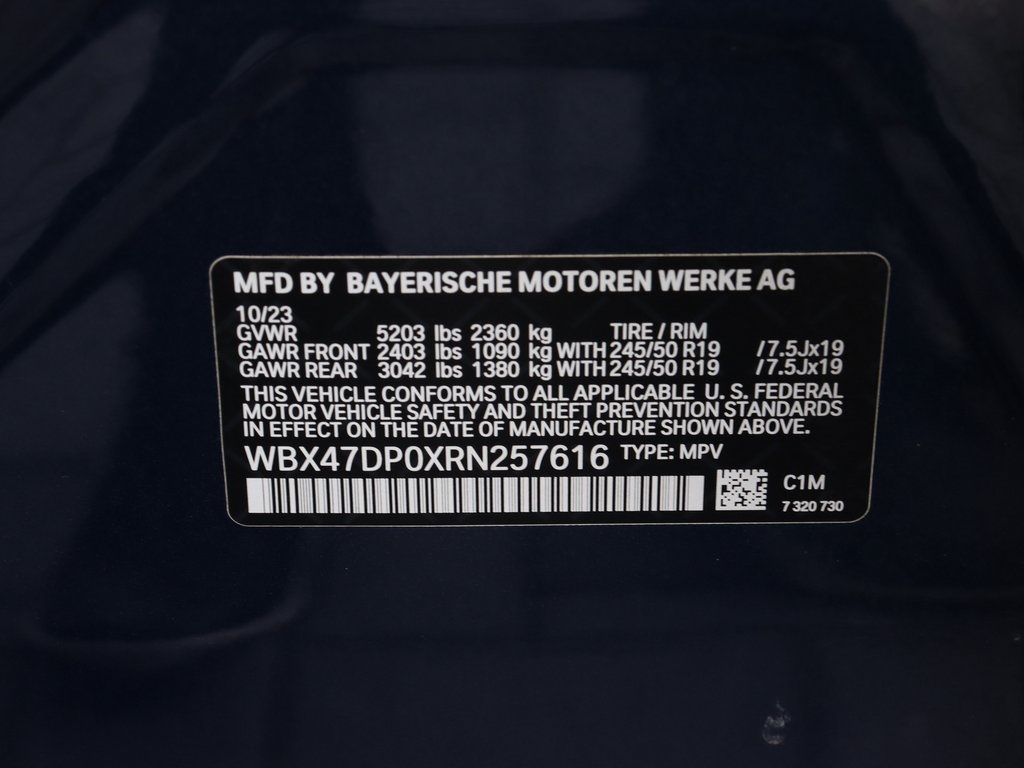 MFD BY BAYERISCHE MOTOREN WERKE AG
10/23
GVWR 5203 lbs 2360 kg TIRE / RIM
GAWR FRONT 2403 lbs 1090 kg WITH 245/50 R19 /7.5Jx19
GAWR REAR 3042 lbs 1380 kg WITH 245/50 R19 /7.5Jx19
THIS VEHICLE CONFORMS TO ALL APPLICABLE U. S. FEDERAL
MOTOR VEHICLE SAFETY AND THEFT PREVENTION STANDARDS
IN EFFECT ON THE DATE OF MANUFACTURE SHOWN ABOVE.
WBX47DP0XRN257616 TYPE: MPV
C1M
7 320 730